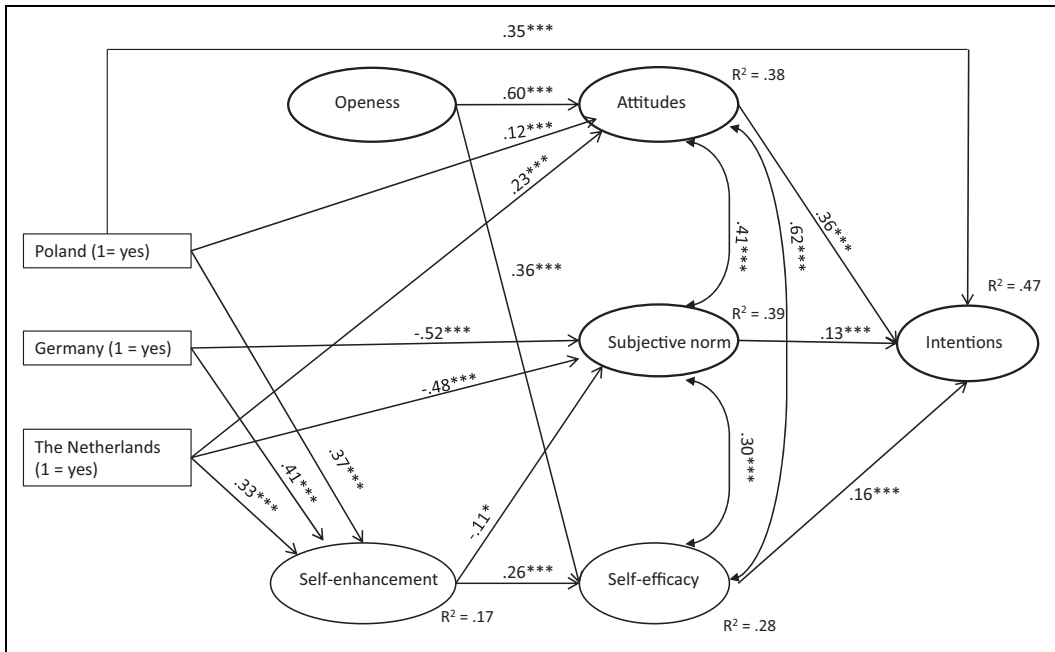 .35***
R² = .38
Openess
.60***
Attitudes
.12***
.23***
Poland (1= yes)
.36***
.41***
.62***
.36***
R² = .47
R² = .39
Germany (1 = yes)
-.52***
Subjective norm
.13***
Intentions
-.48***
The Netherlands
(1 = yes)
.33***
.41***
.37***
-.11*
.30***
.16***
Self-enhancement
.26***
Self-efficacy
R² = .17
R² = .28